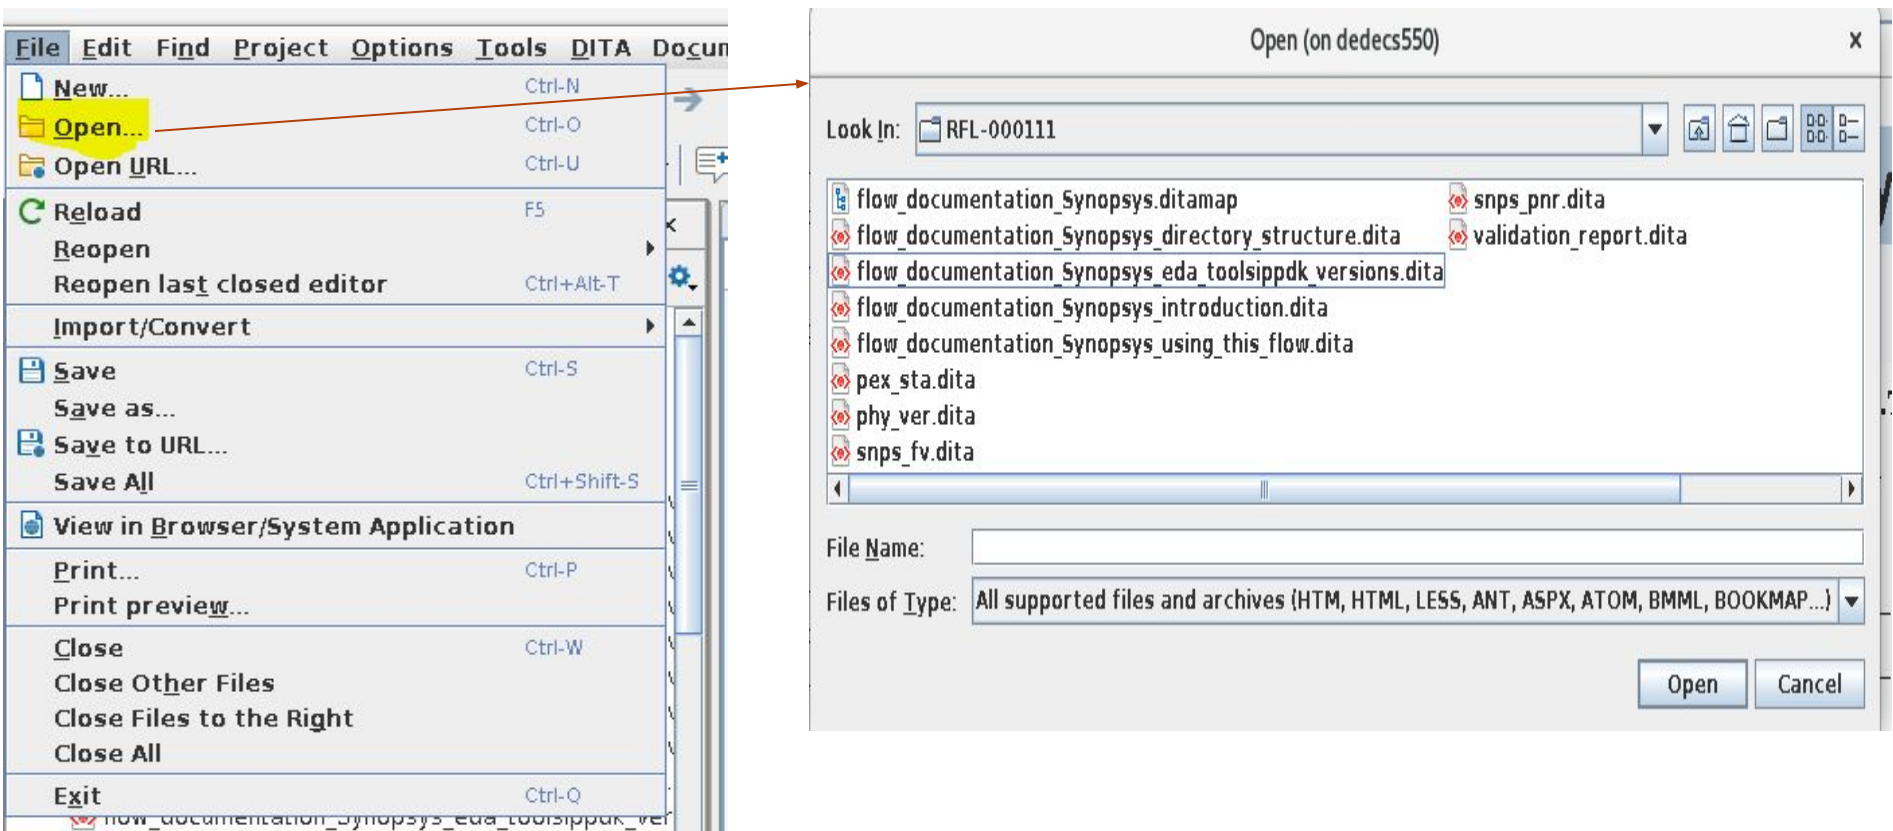 File Edit Find Project Options Tools DITA Docum
New... Ctrl-N
Open... Ctrl-O
Open URL... Ctrl-U
Reload F5
Reopen
Reopen last closed editor Ctrl+Alt-T
Import/Convert
Save Ctrl-S
Save as...
Save to URL...
Save All Ctrl+Shift-S
View in Browser/System Application
Print... Ctrl-P
Print preview...
Close Ctrl-W
Close Other Files
Close Files to the Right
Close All
Exit Ctrl-Q
flow_documentation_Synopsys_eda_toolsippdk_ver
Open (on dedecs550)
Look In: RFL-000111
flow_documentation_Synopsys.ditamap
flow_documentation_Synopsys_directory_structure.dita
flow_documentation_Synopsys_eda_toolsippdk_versions.dita
flow_documentation_Synopsys_introduction.dita
flow_documentation_Synopsys_using_this_flow.dita
pex_sta.dita
phy_ver.dita
snps_fv.dita
snps_pnr.dita
validation_report.dita
File Name:
Files of Type: All supported files and archives (HTM, HTML, LESS, ANT, ASPX, ATOM, BMML, BOOKMAP...)
Open Cancel